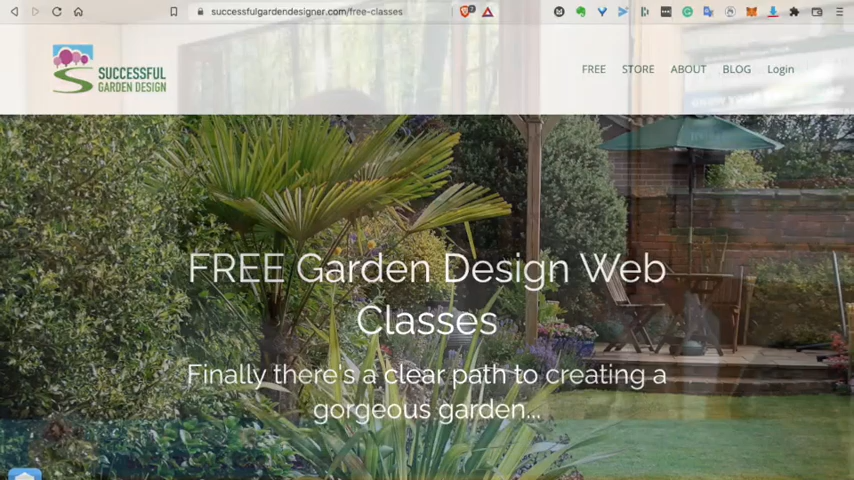 successfulgardendesigner.com/free-classes
SUCCESSFUL
GARDEN DESIGN
FREE STORE ABOUT BLOG Login
FREE Garden Design Web
Classes
Finally there's a clear path to creating a
gorgeous garden...